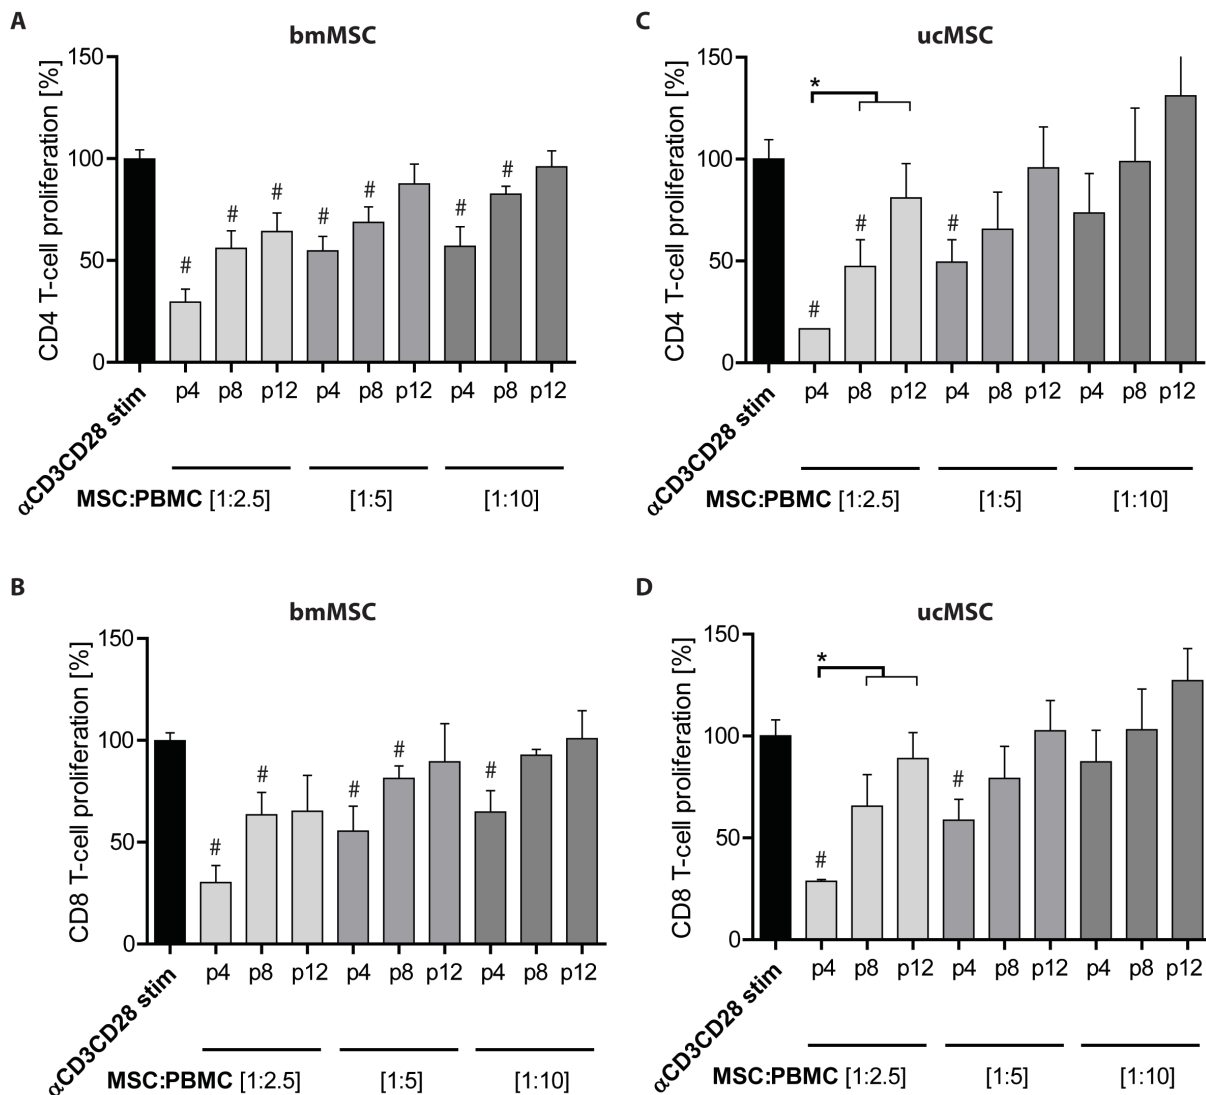 A
bmMSC
CD4 T-cell proliferation [%]
150
100
50
0
# # # # # # #
αCD3CD28 stim
p4 p8 p12 p4 p8 p12 p4 p8 p12
MSC:PBMC [1:2.5] [1:5] [1:10]
C
ucMSC
CD4 T-cell proliferation [%]
150
100
50
0
*
# # #
αCD3CD28 stim
p4 p8 p12 p4 p8 p12 p4 p8 p12
MSC:PBMC [1:2.5] [1:5] [1:10]
B
bmMSC
CD8 T-cell proliferation [%]
150
100
50
0
# # # # #
αCD3CD28 stim
p4 p8 p12 p4 p8 p12 p4 p8 p12
MSC:PBMC [1:2.5] [1:5] [1:10]
D
ucMSC
CD8 T-cell proliferation [%]
150
100
50
0
*
# #
αCD3CD28 stim
p4 p8 p12 p4 p8 p12 p4 p8 p12
MSC:PBMC [1:2.5] [1:5] [1:10]